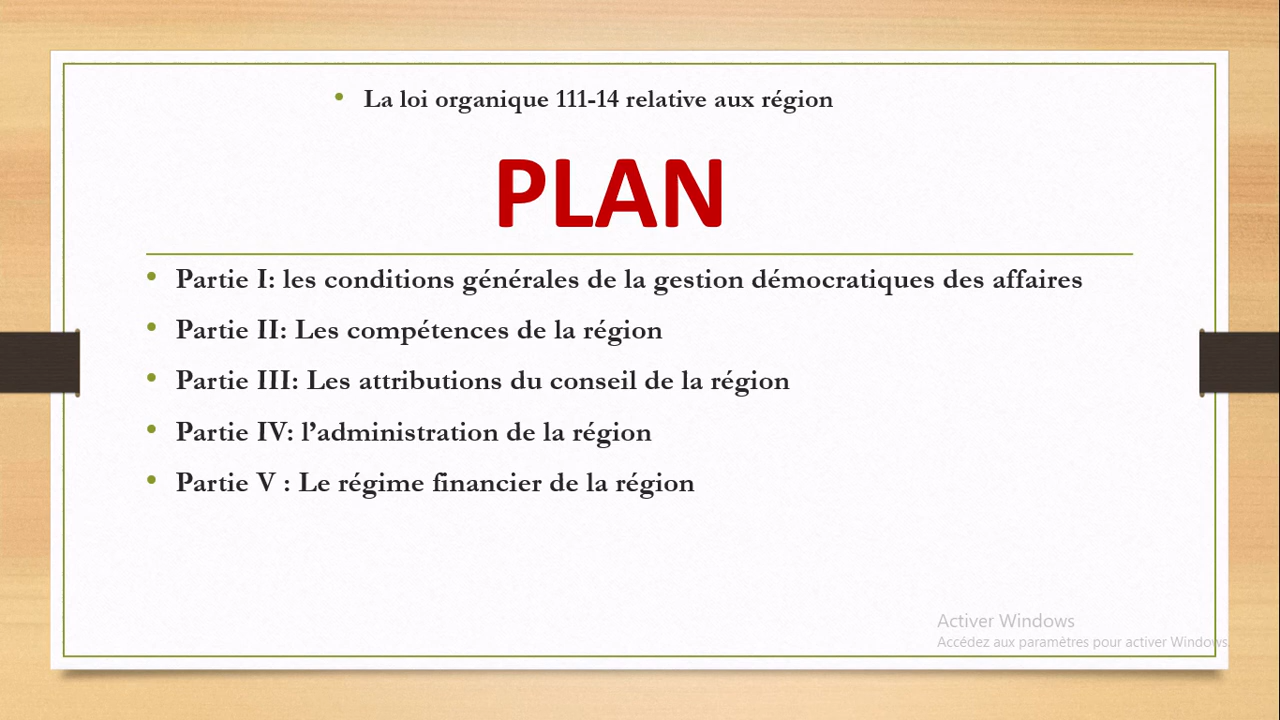 La loi organique 111-14 relative aux région
PLAN
Partie I: les conditions générales de la gestion démocratiques des affaires
Partie II: Les compétences de la région
Partie III: Les attributions du conseil de la région
Partie IV: l’administration de la région
Partie V : Le régime financier de la région
Activer Windows
Accédez aux paramètres pour activer Windows.